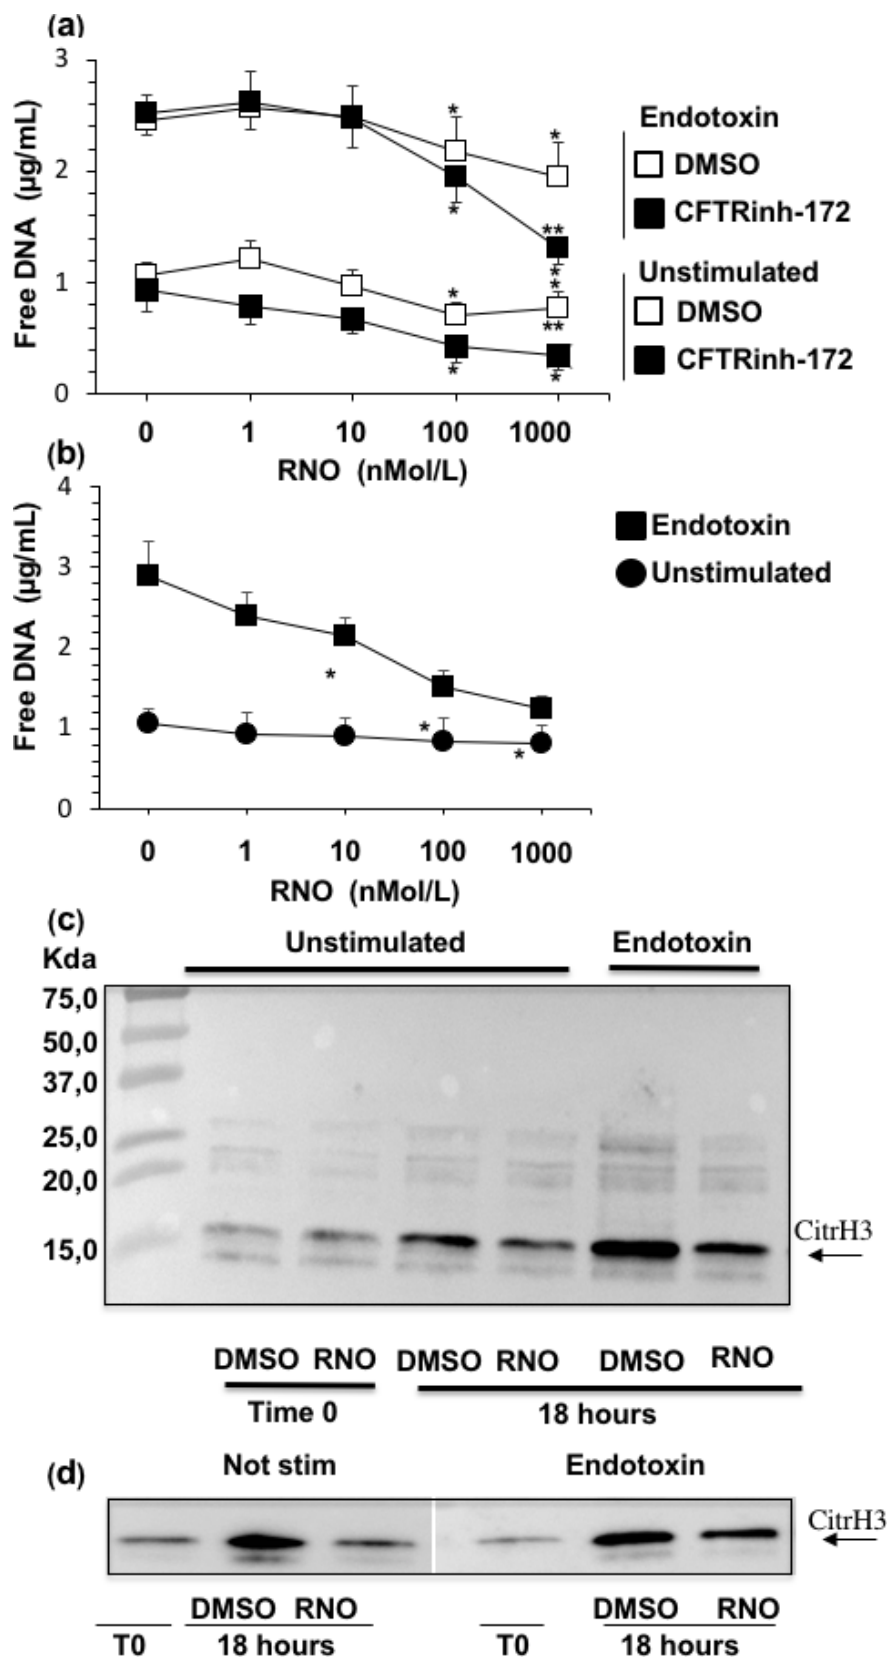 (a)
3
2
1
0
Free DNA (µg/mL)
* *
* **
*
*
* *
**
* *
0 1 10 100 1000
RNO (nMol/L)
Endotoxin
DMSO
CFTRinh-172
Unstimulated
DMSO
CFTRinh-172
(b)
4
3
2
1
0
Free DNA (µg/mL)
*
*
*
0 1 10 100 1000
RNO (nMol/L)
Endotoxin
Unstimulated
(c)
Kda
Unstimulated Endotoxin
75,0
50,0
37,0
25,0
20,0
15,0
CitrH3
DMSO RNO DMSO RNO DMSO RNO
Time 0 18 hours
(d)
Not stim Endotoxin
CitrH3
DMSO RNO DMSO RNO
T0 18 hours T0 18 hours